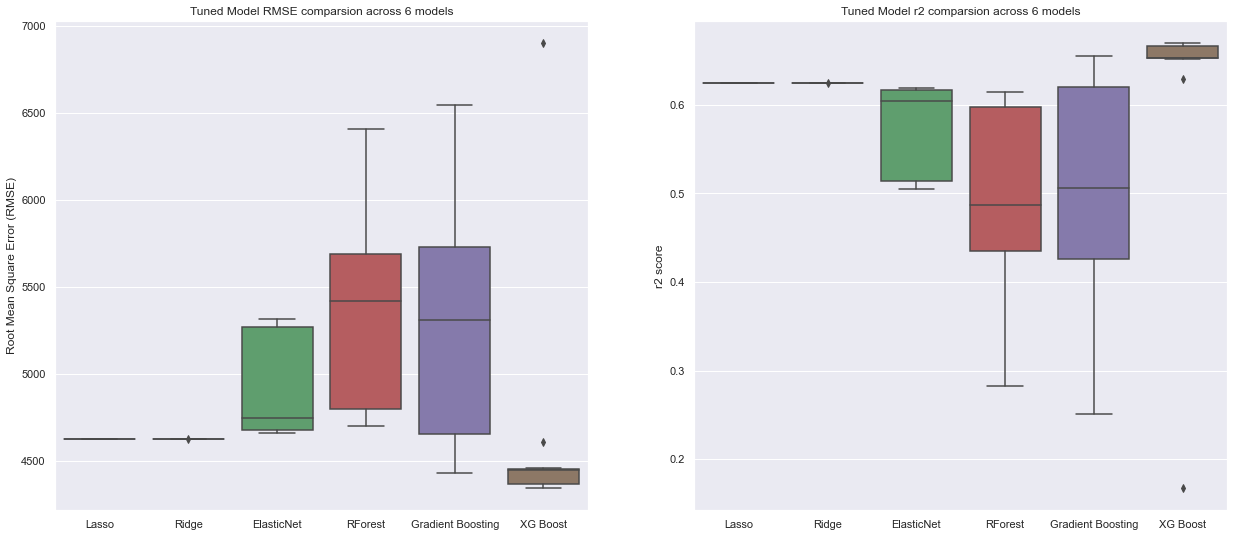 Tuned Model RMSE comparsion across 6 models
Root Mean Square Error (RMSE)
7000
6500
6000
5500
5000
4500
Lasso Ridge ElasticNet RForest Gradient Boosting XG Boost
Tuned Model r2 comparsion across 6 models
r2 score
0.6
0.5
0.4
0.3
0.2
Lasso Ridge ElasticNet RForest Gradient Boosting XG Boost